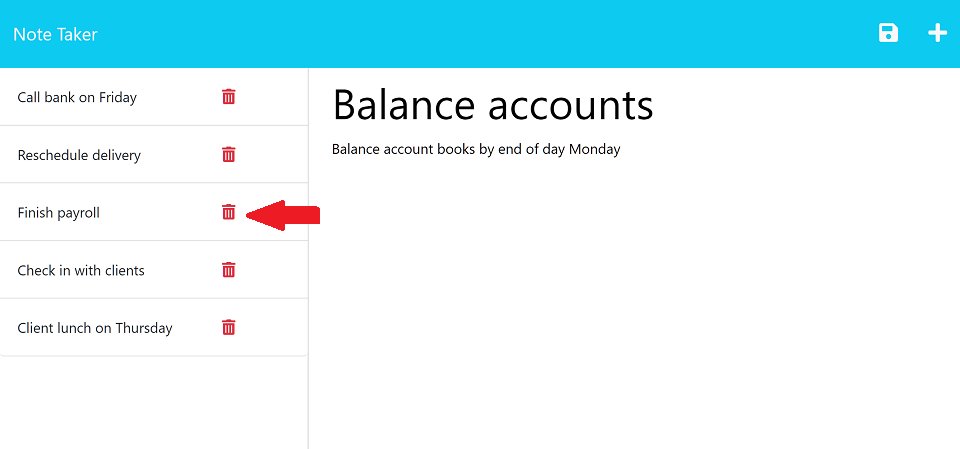 Note Taker
Call bank on Friday
Reschedule delivery
Finish payroll
Check in with clients
Client lunch on Thursday
Balance accounts
Balance account books by end of day Monday